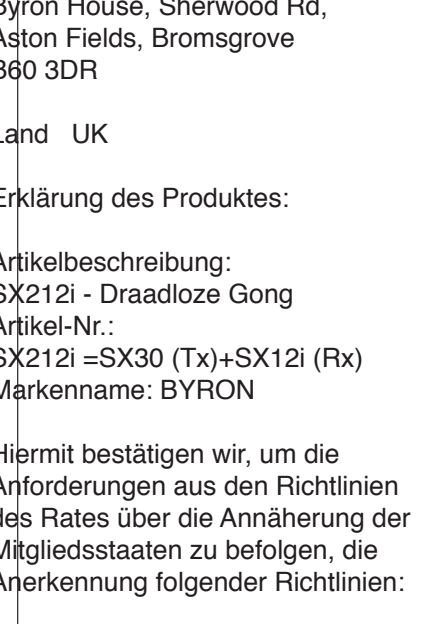 Byron House, Sherwood Rd,
Aston Fields, Bromsgrove
B60 3DR
Land UK
Erklärung des Produktes:
Artikelbeschreibung:
SX212i - Draadloze Gong
Artikel-Nr.:
SX212i =SX30 (Tx)+SX12i (Rx)
Markenname: BYRON
Hiermit bestätigen wir, um die
Anforderungen aus den Richtlinien
des Rates über die Annäherung der
Mitgliedsstaaten zu befolgen, die
Anerkennung folgender Richtlinien: